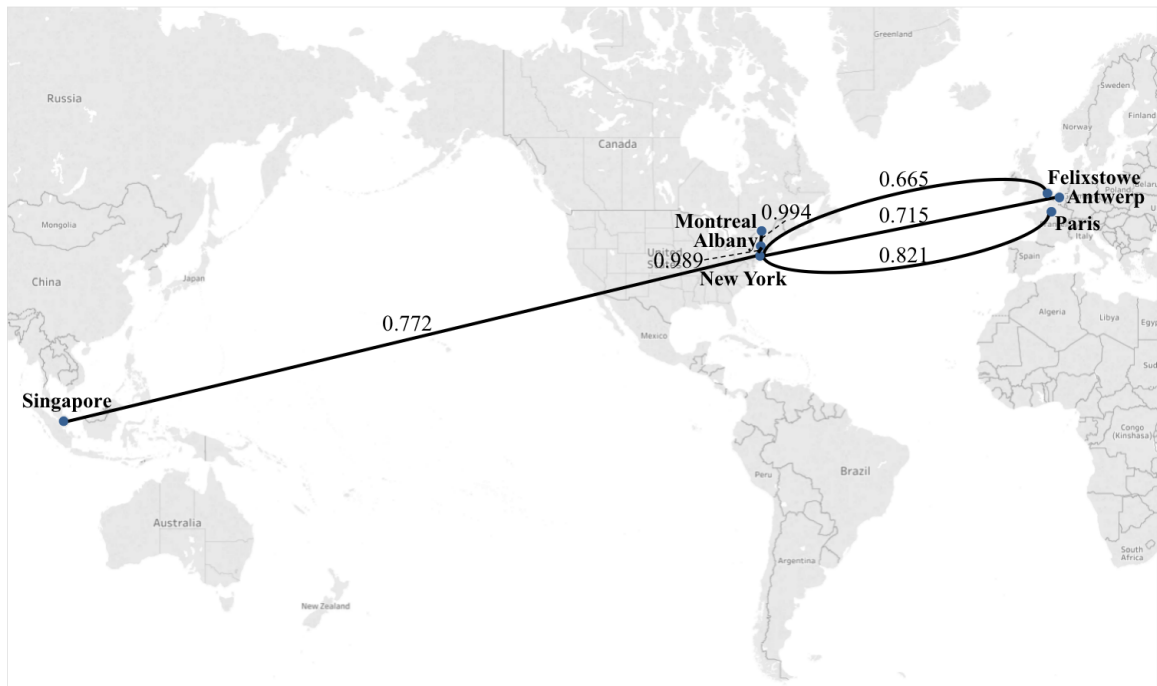 Greenland
Sweden
Russia
Finland
Norway
Canada
0.665
Felixstowe
Poland
Belarus
Antwerp
0.994
Montreal
0.715
Mongolia
Paris
Albany
Italy
United
0.821
Spain
0.989
New York
Japan
China
Algeria
Libya
0.772
Mexico
Singapore
Congo
(Kinshasa)
Peru
Brazil
Australia
South
Africa
Argentina
New Zealand